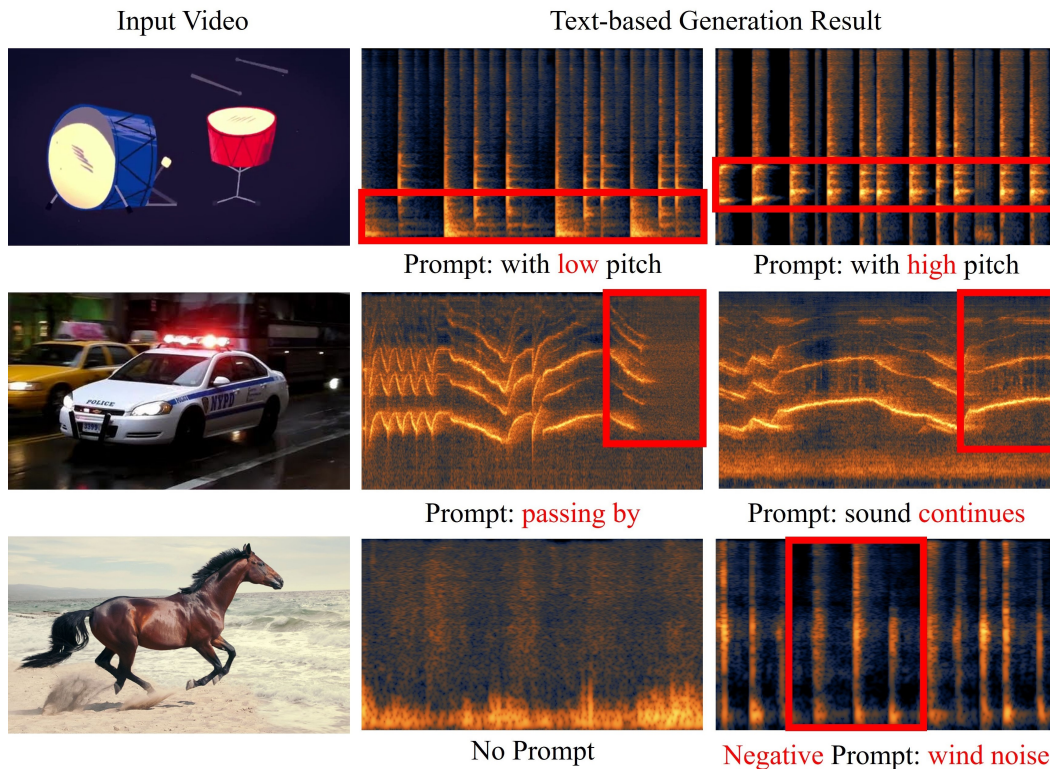 Input Video
Text-based Generation Result
Prompt: with low pitch
Prompt: with high pitch
POLICE
NYPD
Prompt: passing by
Prompt: sound continues
No Prompt
Negative Prompt: wind noise